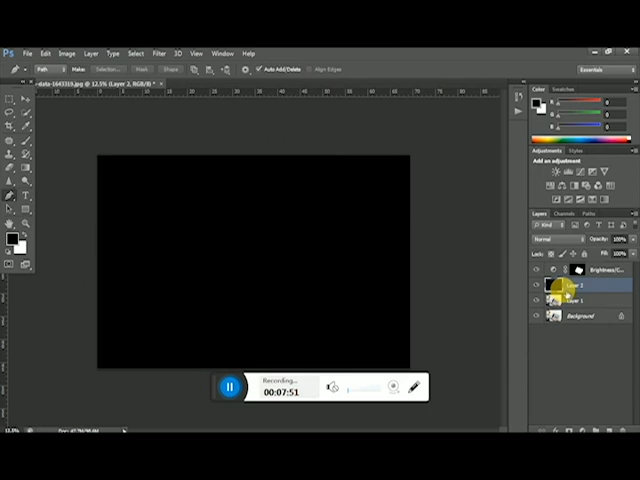 Ps File Edit Image Layer Type Select Filter 3D View Window Help
Path Make: Selection... Mask Shape Auto Add/Delete Align Edges Essentials
-data-1643319.jpg @ 12.5% (Layer 2, RGB/8) *
Color Swatches
R 0
G 0
B 0
Adjustments Styles
Add an adjustment
Layers Channels Paths
Kind
Normal Opacity: 100%
Lock: Fill: 100%
Brightness/C...
Layer 2
Layer 1
Background
Recording...
00:07:51
12.5%